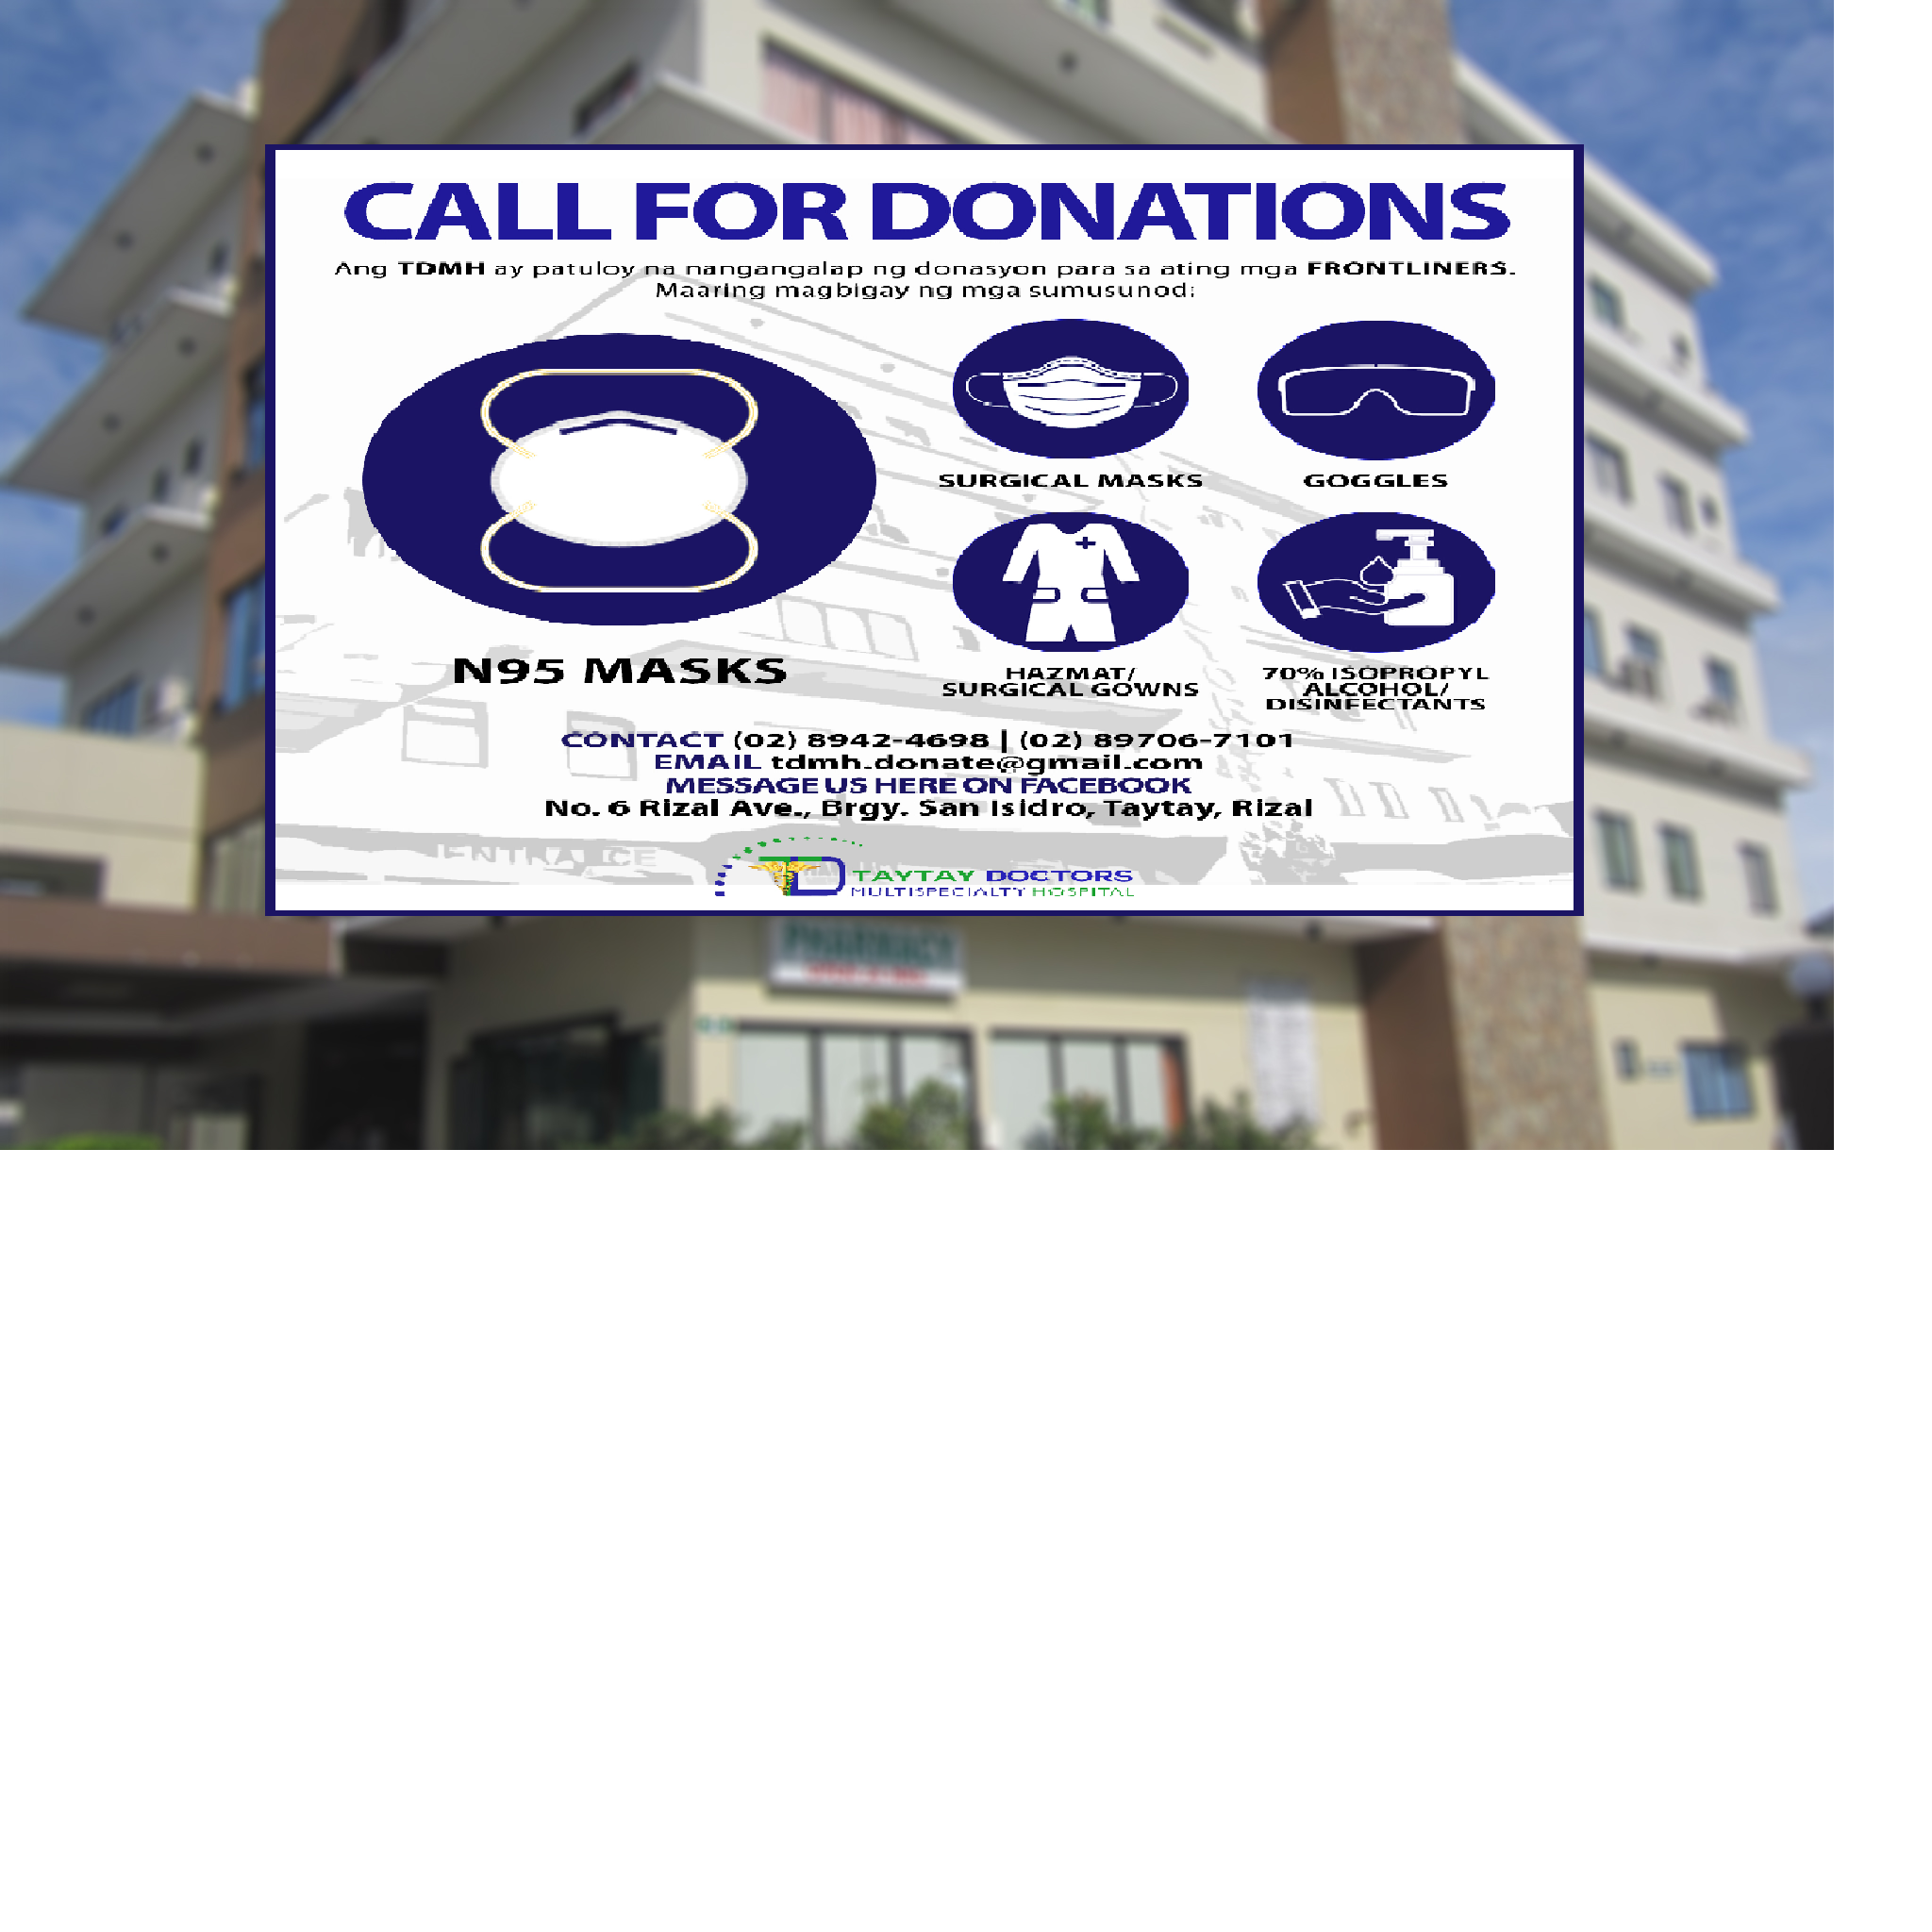 CALL FOR DONATIONS
Ang TDMH ay patuloy na nangangalap ng donasyon para sa ating mga FRONTLINERS.
Maaring magbigay ng mga sumusunod:
SURGICAL MASKS
GOGGLES
N95 MASKS
HAZMAT/
SURGICAL GOWNS
70% ISOPROPYL
ALCOHOL/
DISINFECTANTS
CONTACT (02) 8942-4698 | (02) 89706-7101
EMAIL tdmh.donate@gmail.com
MESSAGE US HERE ON FACEBOOK
No. 6 Rizal Ave., Brgy. San Isidro, Taytay, Rizal
ENTRANCE
TD TAYTAY DOCTORS
MULTISPECIALTY HOSPITAL
PHARMACY